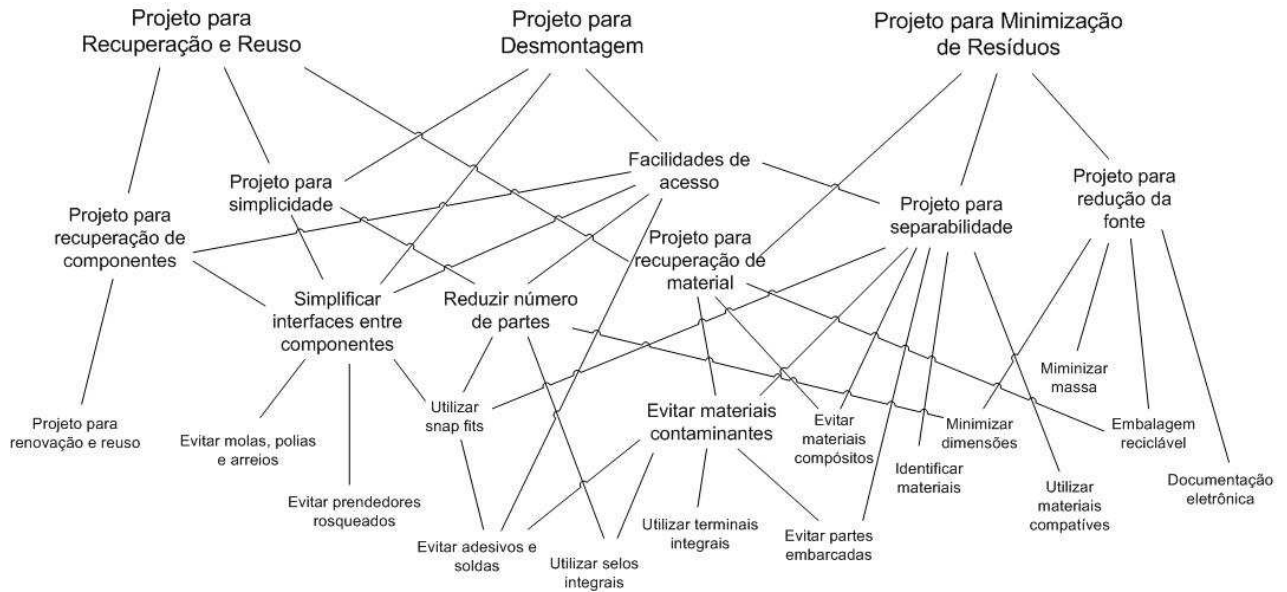 Projeto para
Recuperação e Reuso
Projeto para
Desmontagem
Projeto para Minimização
de Resíduos
Facilidades de
acesso
Projeto para
simplicidade
Projeto para
redução da
fonte
Projeto para
separabilidade
Projeto para
recuperação de
componentes
Projeto para
recuperação de
material
Simplificar
interfaces entre
componentes
Reduzir número
de partes
Miminizar
massa
Projeto para
renovação e reuso
Evitar molas, polias
e arreios
Utilizar
snap fits
Evitar materiais
contaminantes
Evitar
materiais
compósitos
Minimizar
dimensões
Embalagem
reciclável
Identificar
materiais
Documentação
eletrônica
Utilizar
materiais
compatíves
Evitar prendedores
rosqueados
Evitar adesivos e
soldas
Utilizar selos
integrais
Utilizar terminais
integrais
Evitar partes
embarcadas